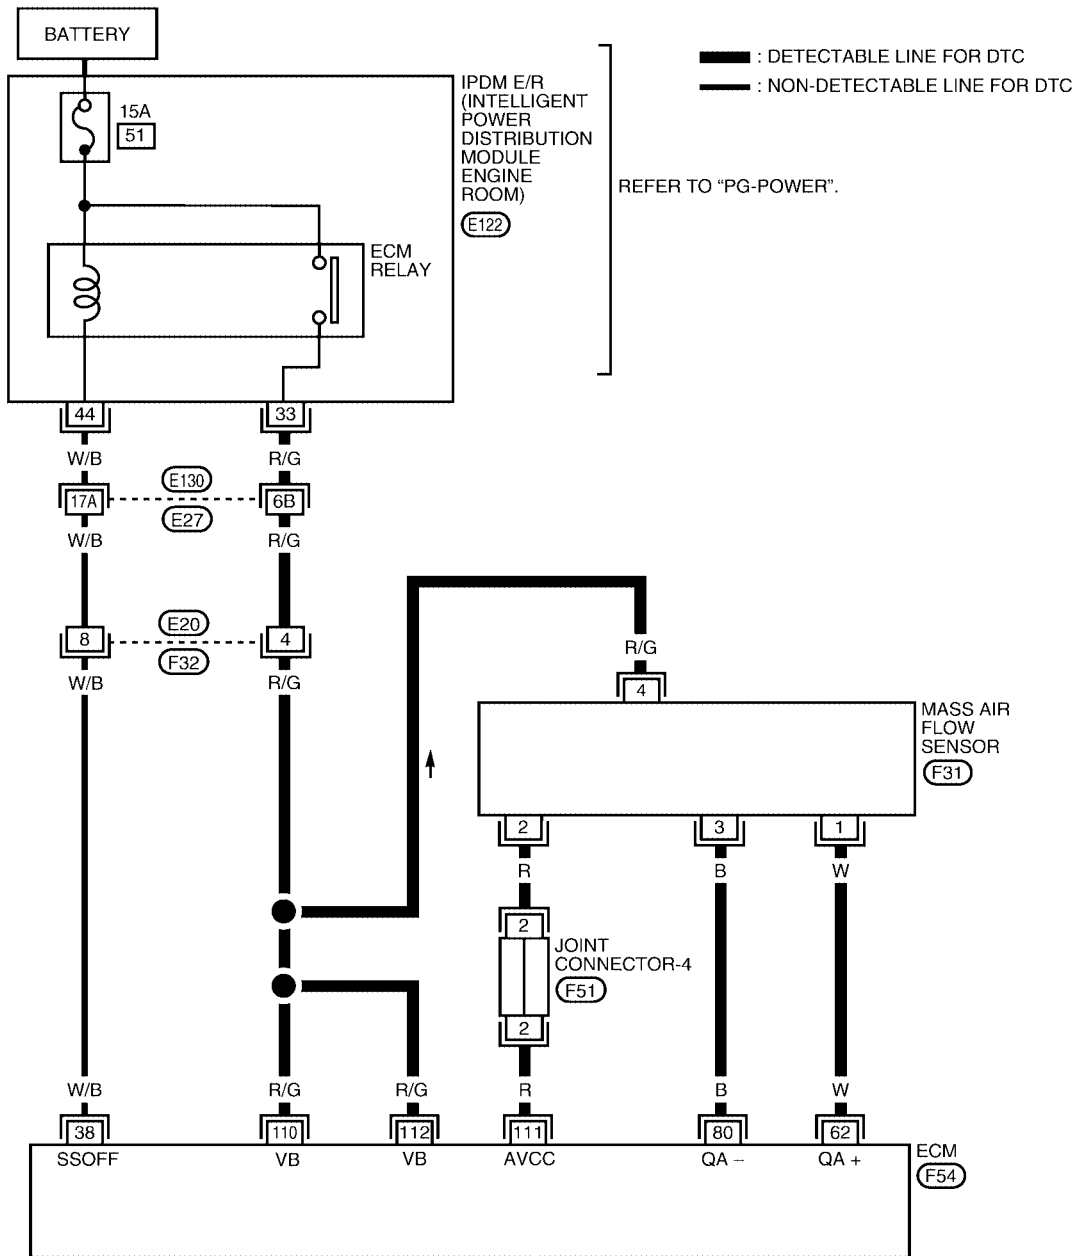 BATTERY
: DETECTABLE LINE FOR DTC
: NON-DETECTABLE LINE FOR DTC
15A
51
IPDM E/R
(INTELLIGENT
POWER
DISTRIBUTION
MODULE
ENGINE
ROOM)
E122
REFER TO “PG-POWER”.
ECM
RELAY
44
33
W/B
R/G
E130
17A
6B
E27
W/B
R/G
E20
8
4
F32
W/B
R/G
R/G
4
MASS AIR
FLOW
SENSOR
F31
2
3
1
R
B
W
2
JOINT
CONNECTOR-4
F51
2
W/B
R/G
R/G
R
B
W
38
110
112
111
80
62
SSOFF
VB
VB
AVCC
QA –
QA +
ECM
F54